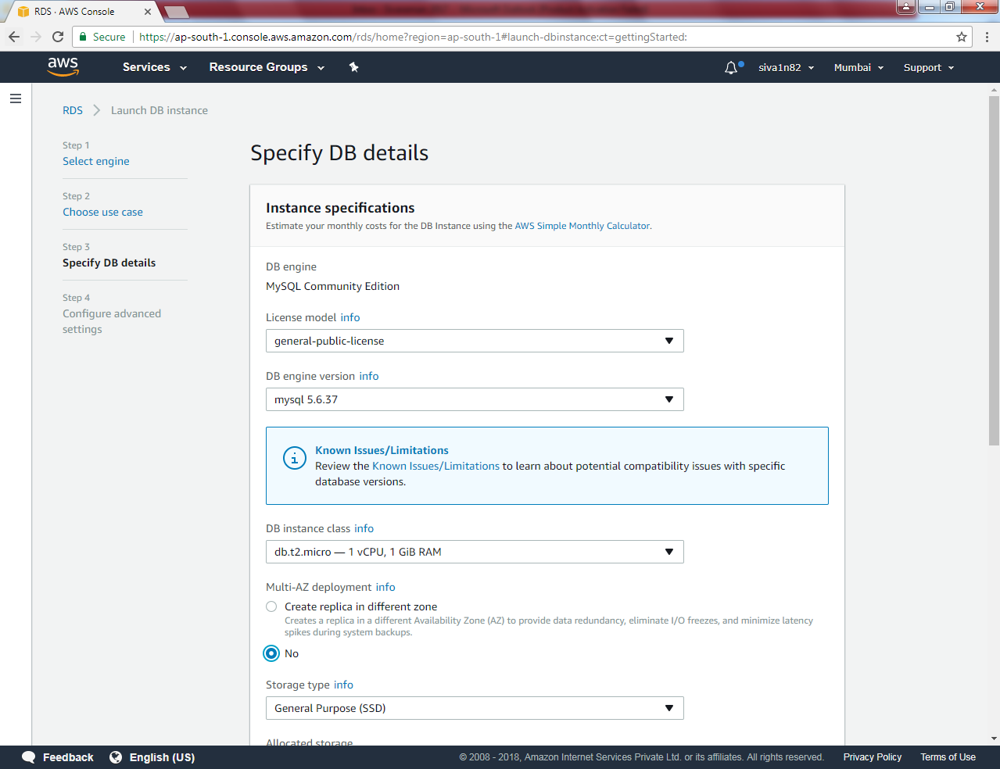 RDS · AWS Console
Secure https://ap-south-1.console.aws.amazon.com/rds/home?region=ap-south-1#launch-dbinstance:ct=gettingStarted:
aws Services Resource Groups siva1n82 Mumbai Support
RDS Launch DB instance
Step 1
Select engine
Step 2
Choose use case
Step 3
Specify DB details
Step 4
Configure advanced
settings
Specify DB details
Instance specifications
Estimate your monthly costs for the DB Instance using the AWS Simple Monthly Calculator.
DB engine
MySQL Community Edition
License model info
general-public-license
DB engine version info
mysql 5.6.37
Known Issues/Limitations
Review the Known Issues/Limitations to learn about potential compatibility issues with specific
database versions.
DB instance class info
db.t2.micro — 1 vCPU, 1 GiB RAM
Multi-AZ deployment info
Create replica in different zone
Creates a replica in a different Availability Zone (AZ) to provide data redundancy, eliminate I/O freezes, and minimize latency
spikes during system backups.
No
Storage type info
General Purpose (SSD)
Allocated storage
Feedback English (US) © 2008 - 2018, Amazon Internet Services Private Ltd. or its affiliates. All rights reserved. Privacy Policy Terms of Use